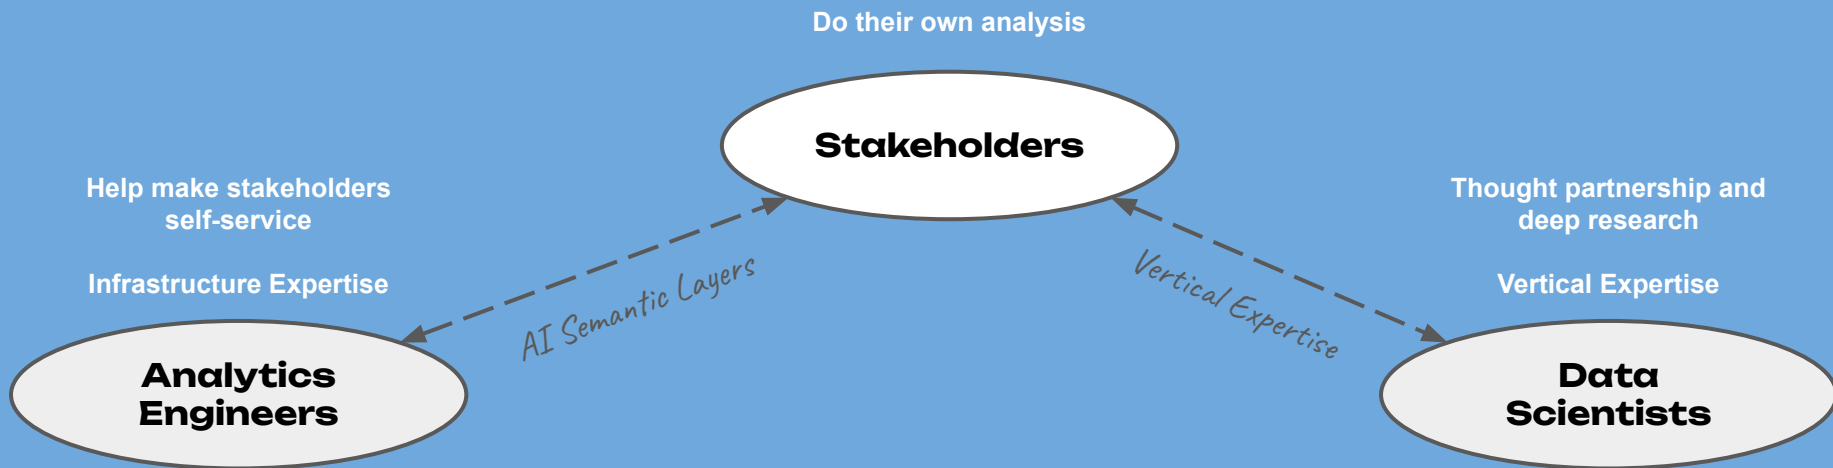 Do their own analysis
Stakeholders
Help make stakeholders
self-service
Infrastructure Expertise
Analytics
Engineers
AI Semantic Layers
Vertical Expertise
Thought partnership and
deep research
Vertical Expertise
Data
Scientists